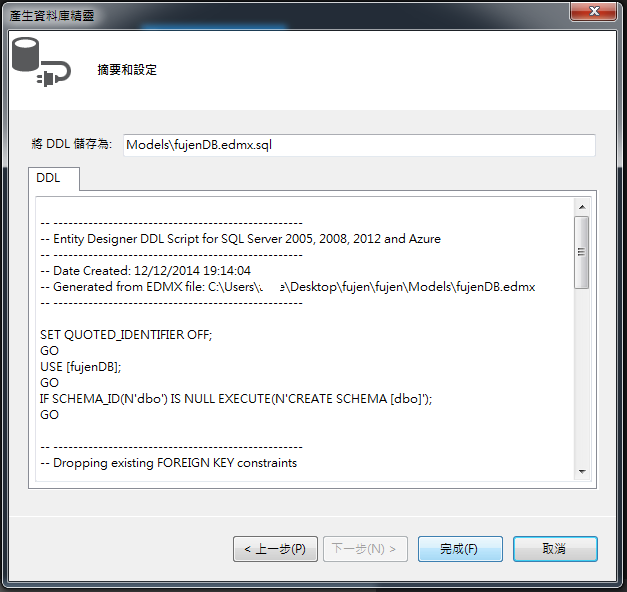 產生資料庫精靈
摘要和設定
將 DDL 儲存為: Models\fujenDB.edmx.sql
DDL
-- --------------------------------------------------
-- Entity Designer DDL Script for SQL Server 2005, 2008, 2012 and Azure
-- --------------------------------------------------
-- Date Created: 12/12/2014 19:14:04
-- Generated from EDMX file: C:\Users\ \Desktop\fujen\fujen\Models\fujenDB.edmx
-- --------------------------------------------------
SET QUOTED_IDENTIFIER OFF;
GO
USE [fujenDB];
GO
IF SCHEMA_ID(N'dbo') IS NULL EXECUTE(N'CREATE SCHEMA [dbo]');
GO
-- --------------------------------------------------
-- Dropping existing FOREIGN KEY constraints
< 上一步(P) 下一步(N) > 完成(F) 取消